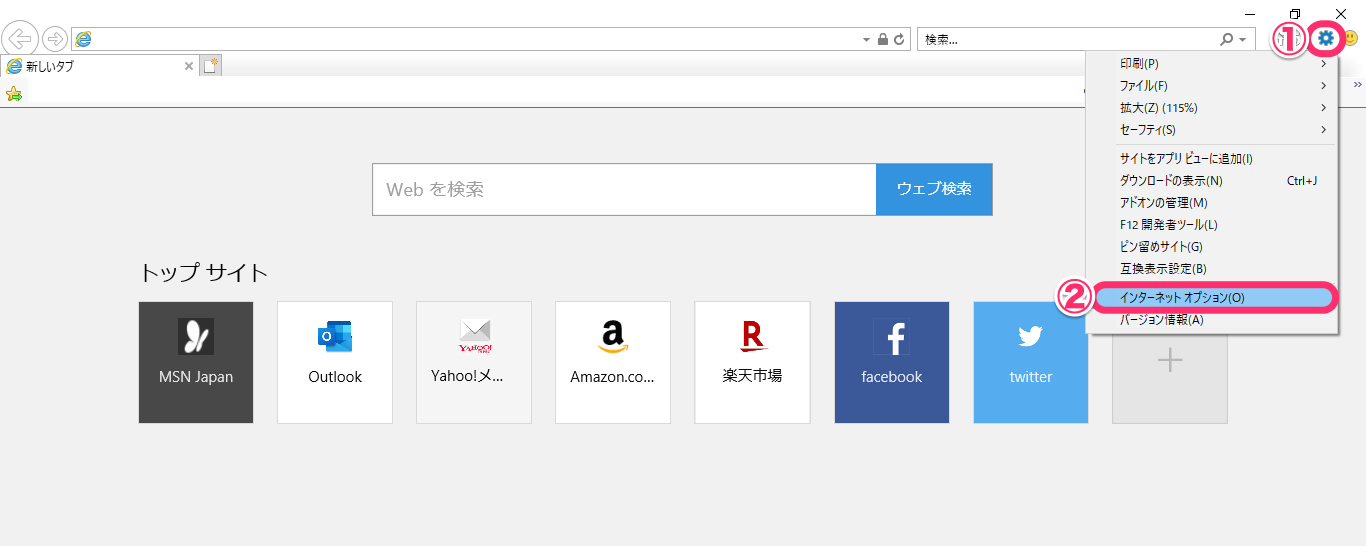 検索...
①
新しいタブ
印刷(P)
ファイル(F)
拡大(Z) (115%)
セーフティ(S)
サイトをアプリ ビューに追加(I)
ダウンロードの表示(N) Ctrl+J
アドオンの管理(M)
F12 開発者ツール(L)
ピン留めサイト(G)
互換表示設定(B)
② インターネット オプション(O)
バージョン情報(A)
Web を検索
ウェブ検索
トップ サイト
MSN Japan
Outlook
YAHOO!
Yahoo!メ...
Amazon.co...
楽天市場
facebook
twitter